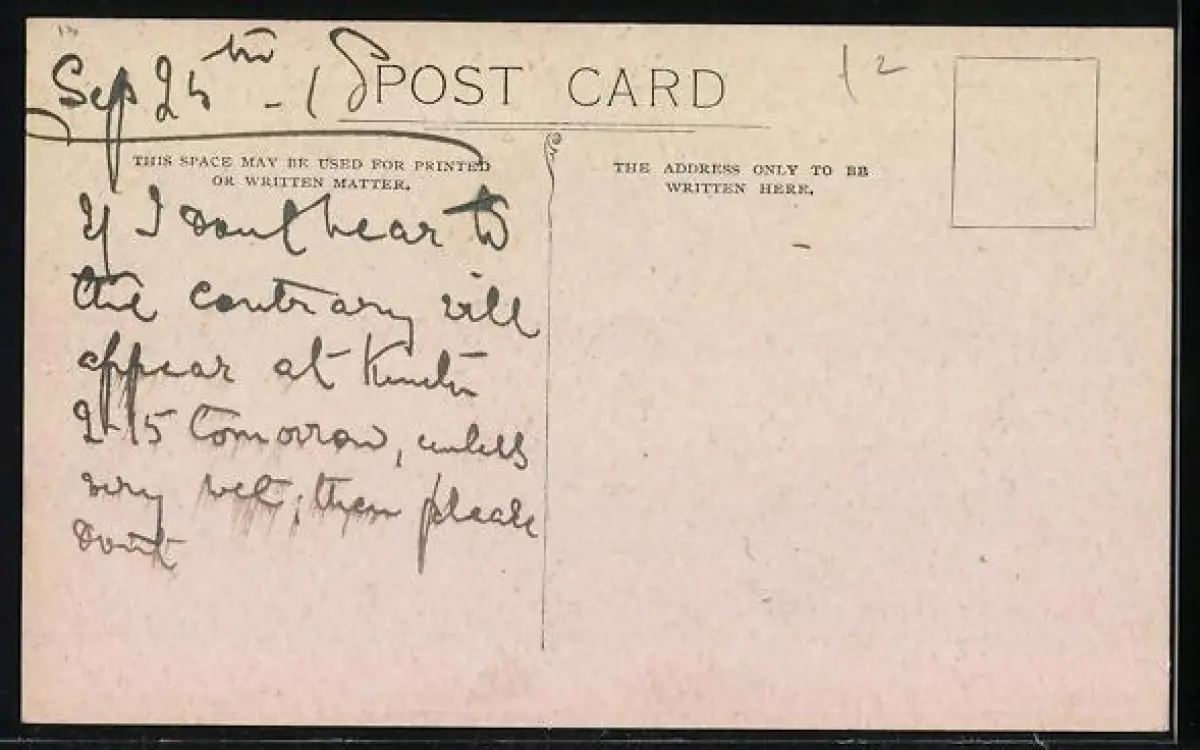 Sep 25th - 18
POST CARD
12
THIS SPACE MAY BE USED FOR PRINTED
OR WRITTEN MATTER.
THE ADDRESS ONLY TO BE
WRITTEN HERE.
If I dont hear to
the contrary will
appear at
2-15 tomorrow, unless
very wet; then please
dont